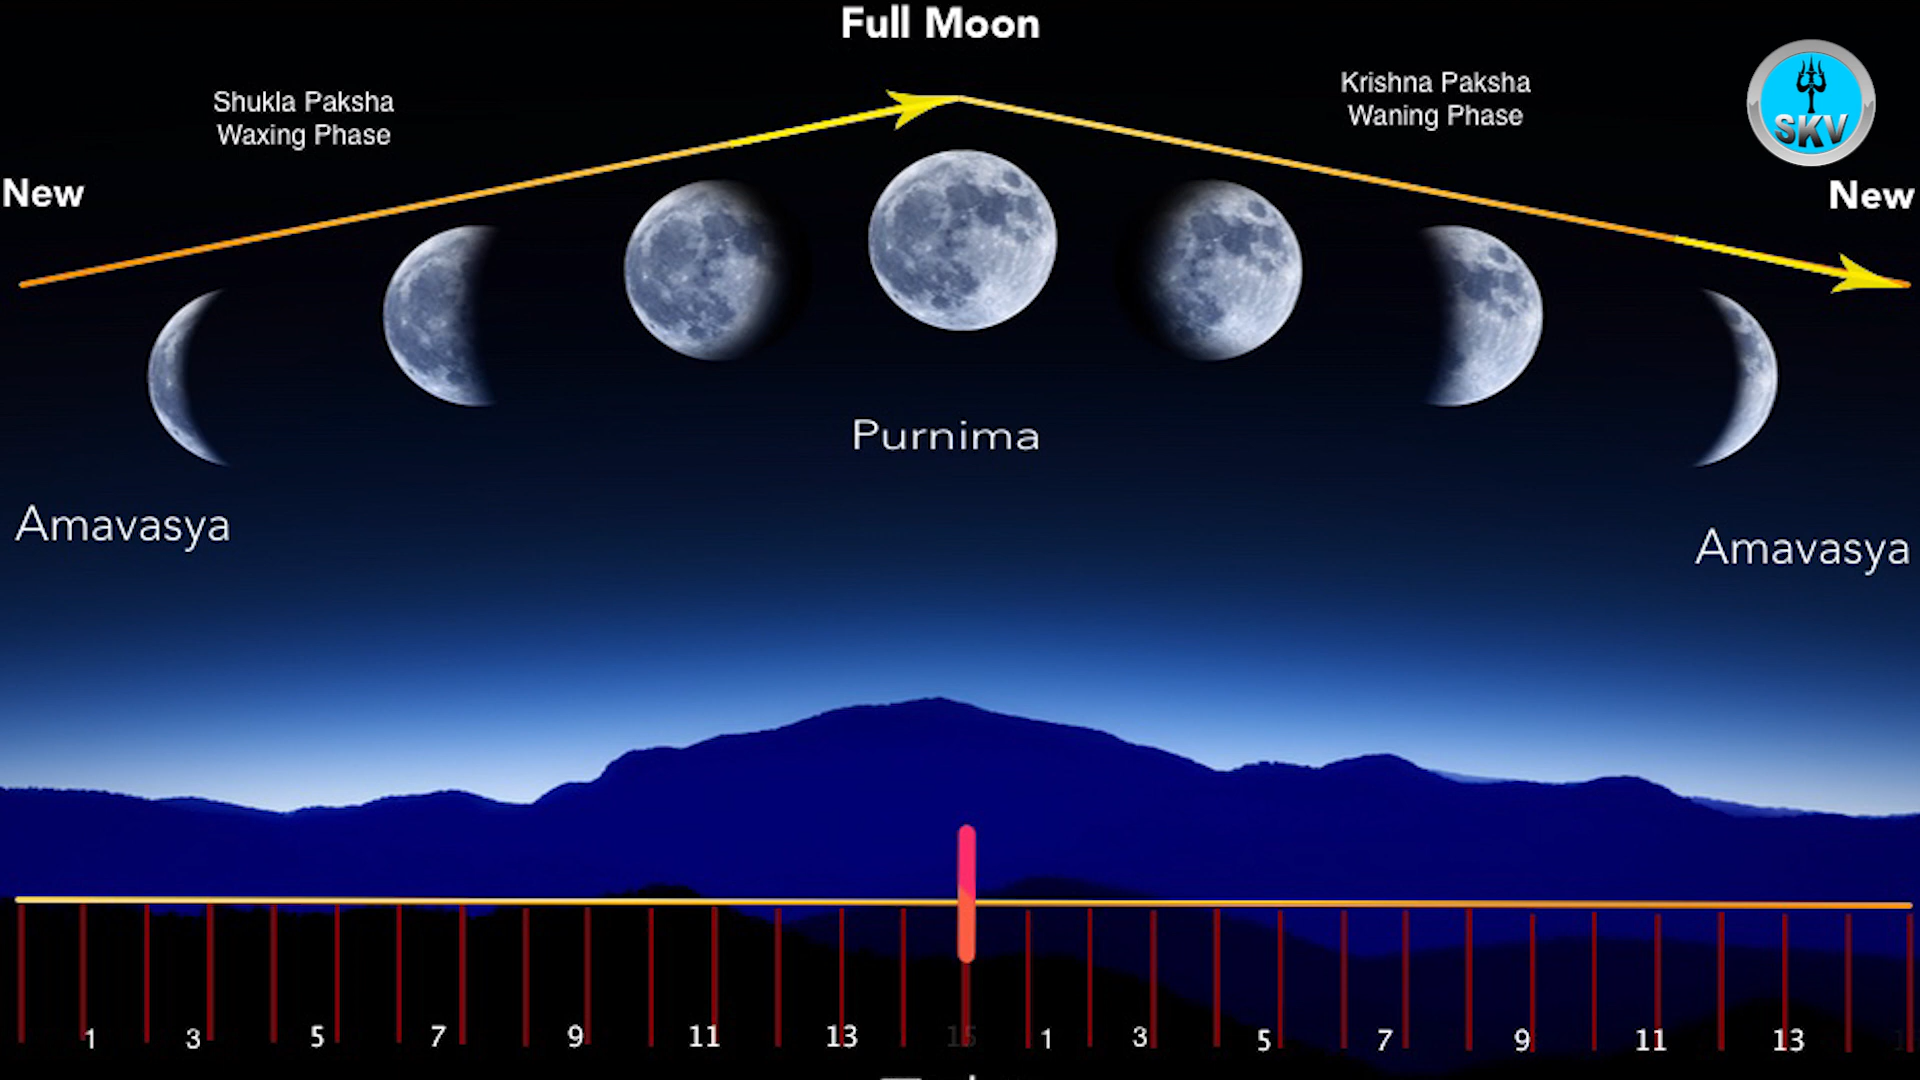 Full Moon
Shukla Paksha
Waxing Phase
Krishna Paksha
Waning Phase
SKV
New
New
Purnima
Amavasya
Amavasya
1 3 5 7 9 11 13 15 1 3 5 7 9 11 13